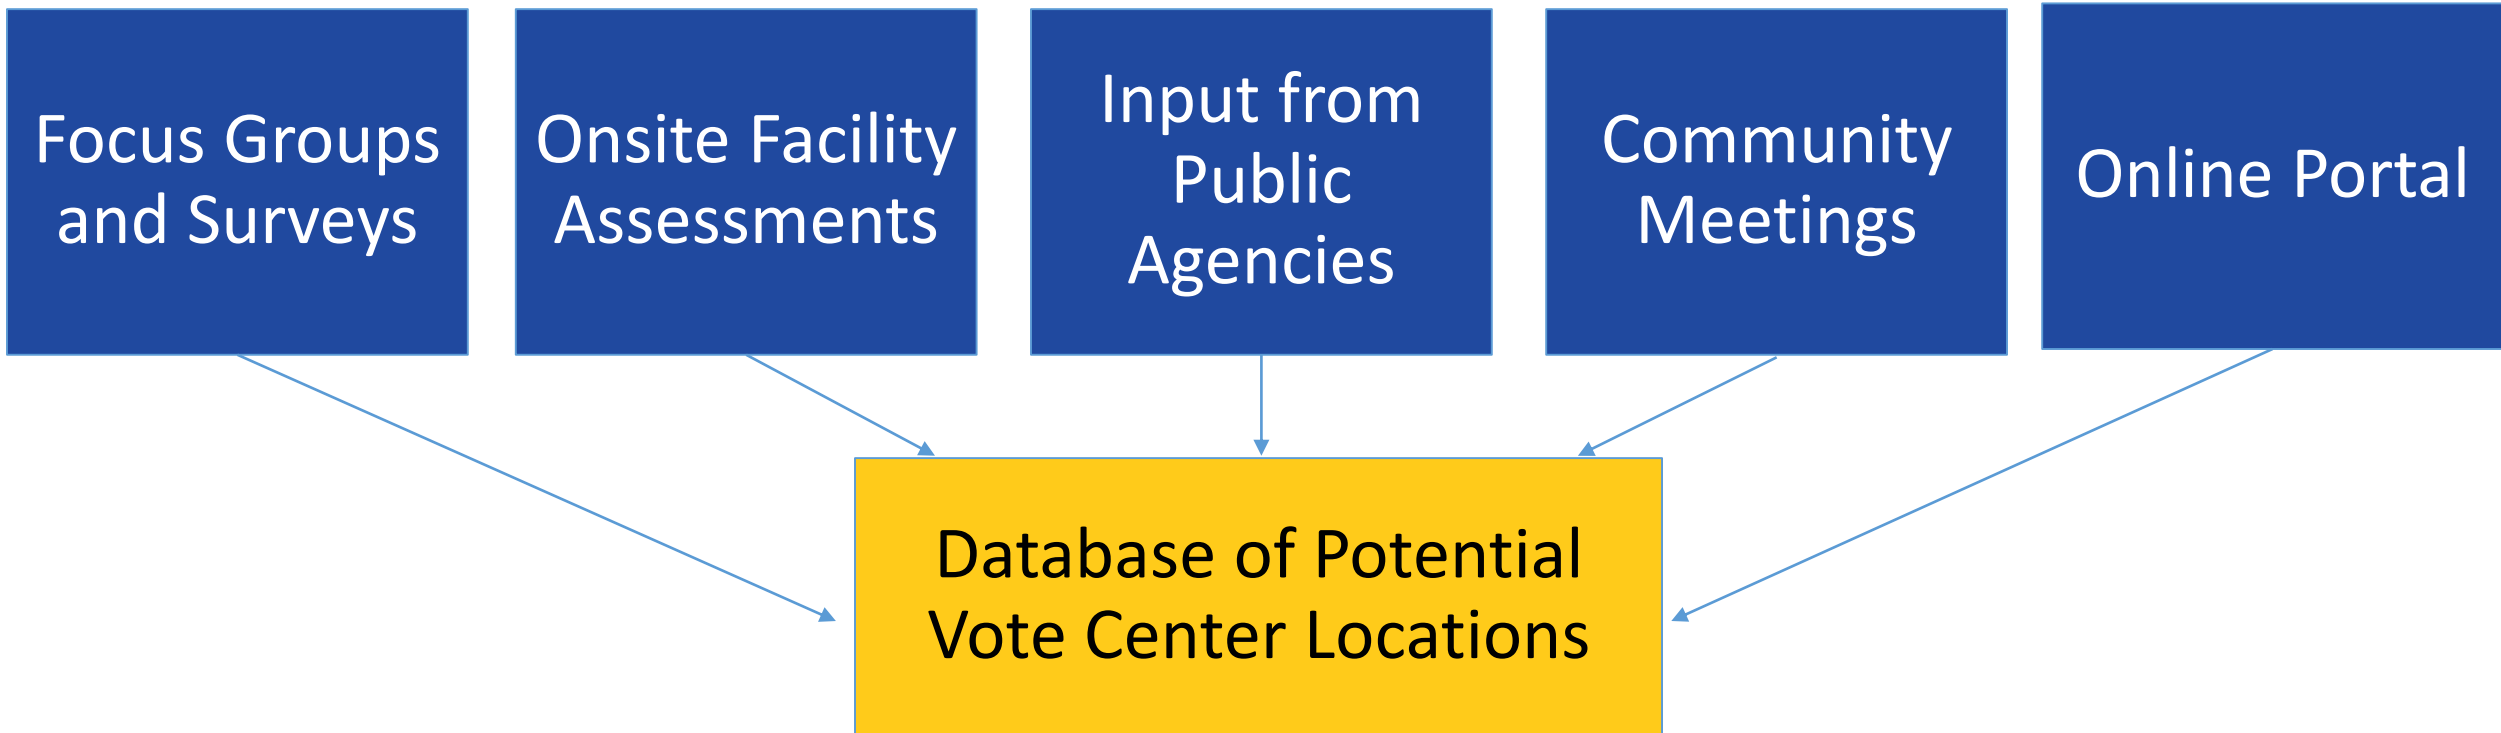 Focus Groups
and Surveys
Onsite Facility
Assessments
Input from
Public
Agencies
Community
Meetings
Online Portal
Database of Potential
Vote Center Locations